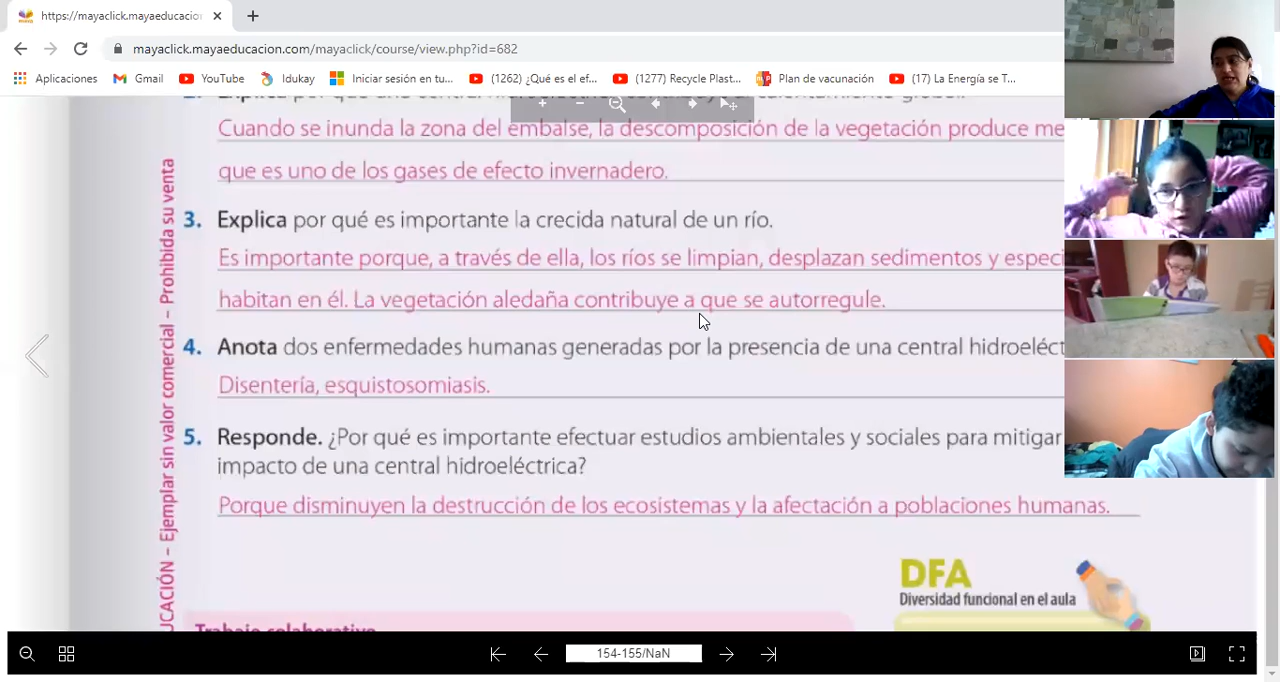 https://mayaclick.mayaeducacion
mayaclick.mayaeducacion.com/mayaclick/course/view.php?id=682
Aplicaciones Gmail YouTube Idukay Iniciar sesión en tu... (1262) ¿Qué es el ef... (1277) Recycle Plast... Plan de vacunación (17) La Energía se T...
Cuando se inunda la zona del embalse, la descomposición de la vegetación produce me
que es uno de los gases de efecto invernadero.
3. Explica por qué es importante la crecida natural de un río.
Es importante porque, a través de ella, los ríos se limpian, desplazan sedimentos y especi
habitan en él. La vegetación aledaña contribuye a que se autorregule.
4. Anota dos enfermedades humanas generadas por la presencia de una central hidroeléct
Disentería, esquistosomiasis.
5. Responde. ¿Por qué es importante efectuar estudios ambientales y sociales para mitigar
impacto de una central hidroeléctrica?
Porque disminuyen la destrucción de los ecosistemas y la afectación a poblaciones humanas.
UCACIÓN – Ejemplar sin valor comercial – Prohibida su venta
DFA
Diversidad funcional en el aula
Trabajo colaborativo
154-155/NaN